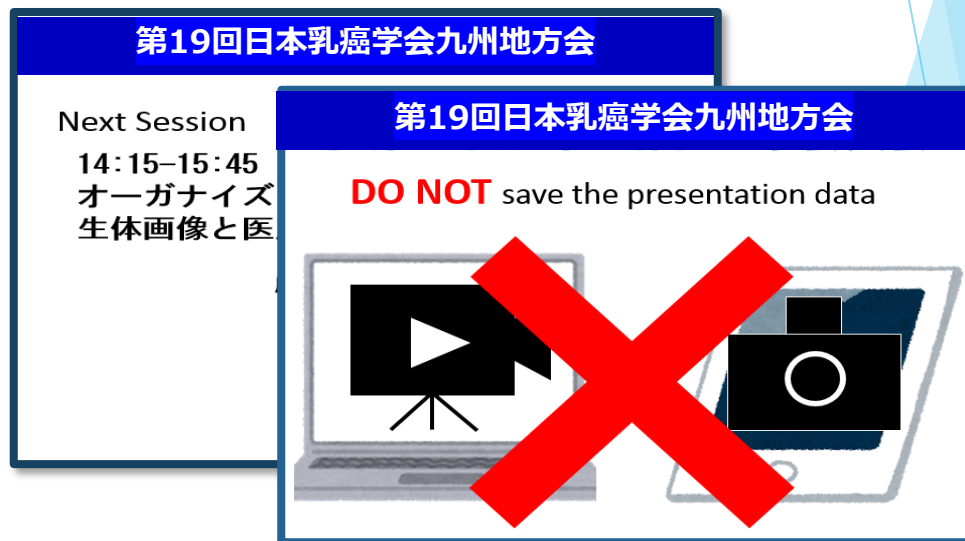 第19回日本乳癌学会九州地方会
Next Session
14:15–15:45
オーガナイズ
生体画像と医
第19回日本乳癌学会九州地方会
DO NOT save the presentation data